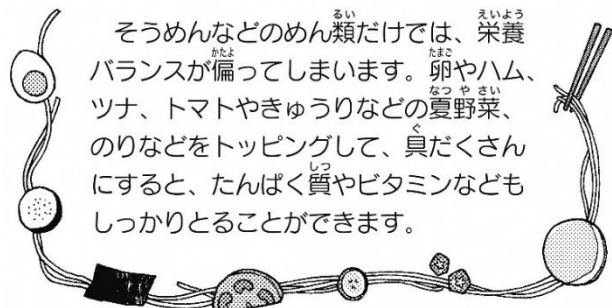 そうめんなどのめん類だけでは、栄養
バランスが偏ってしまいます。卵やハム、
ツナ、トマトやきゅうりなどの夏野菜、
のりなどをトッピングして、具だくさん
にすると、たんぱく質やビタミンなども
しっかりとることができます。